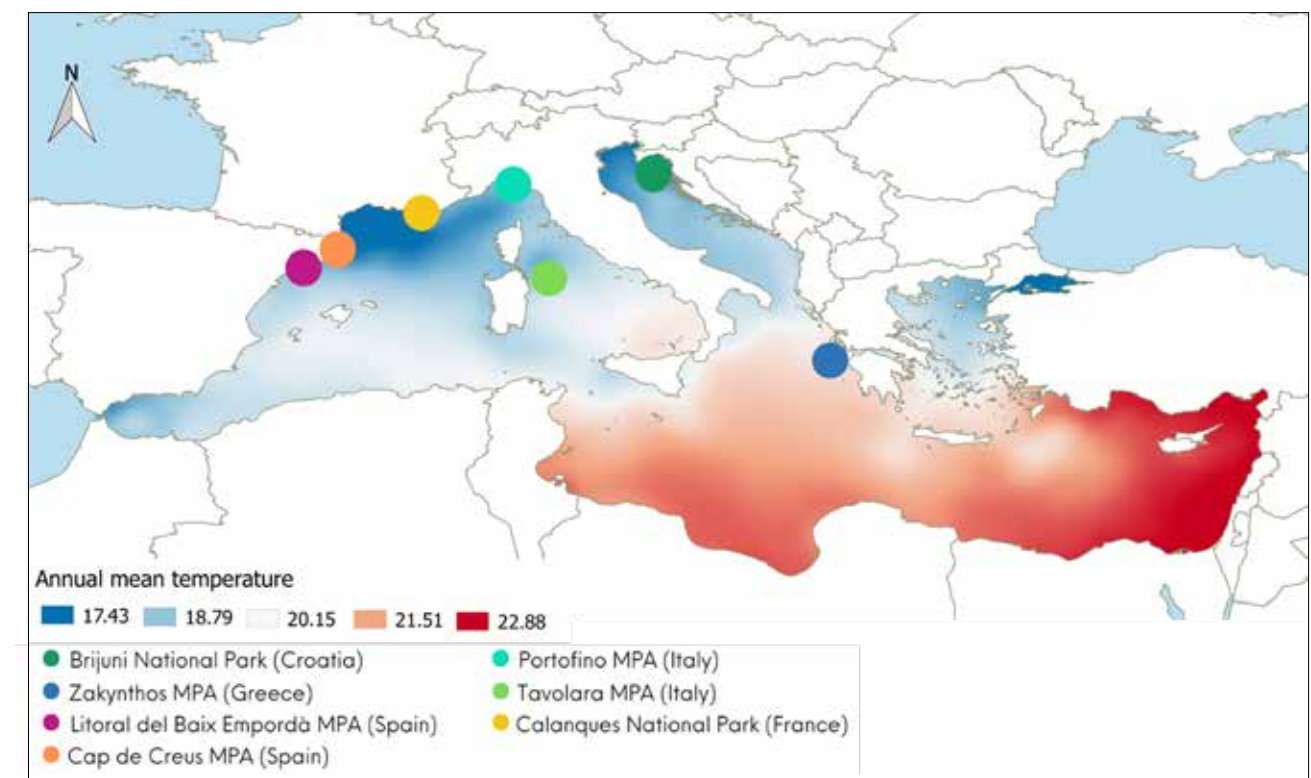 N
Annual mean temperature
17.43 18.79 20.15 21.51 22.88
Brijuni National Park (Croatia)
Zakynthos MPA (Greece)
Litoral del Baix Empordà MPA (Spain)
Cap de Creus MPA (Spain)
Portofino MPA (Italy)
Tavolara MPA (Italy)
Calanques National Park (France)